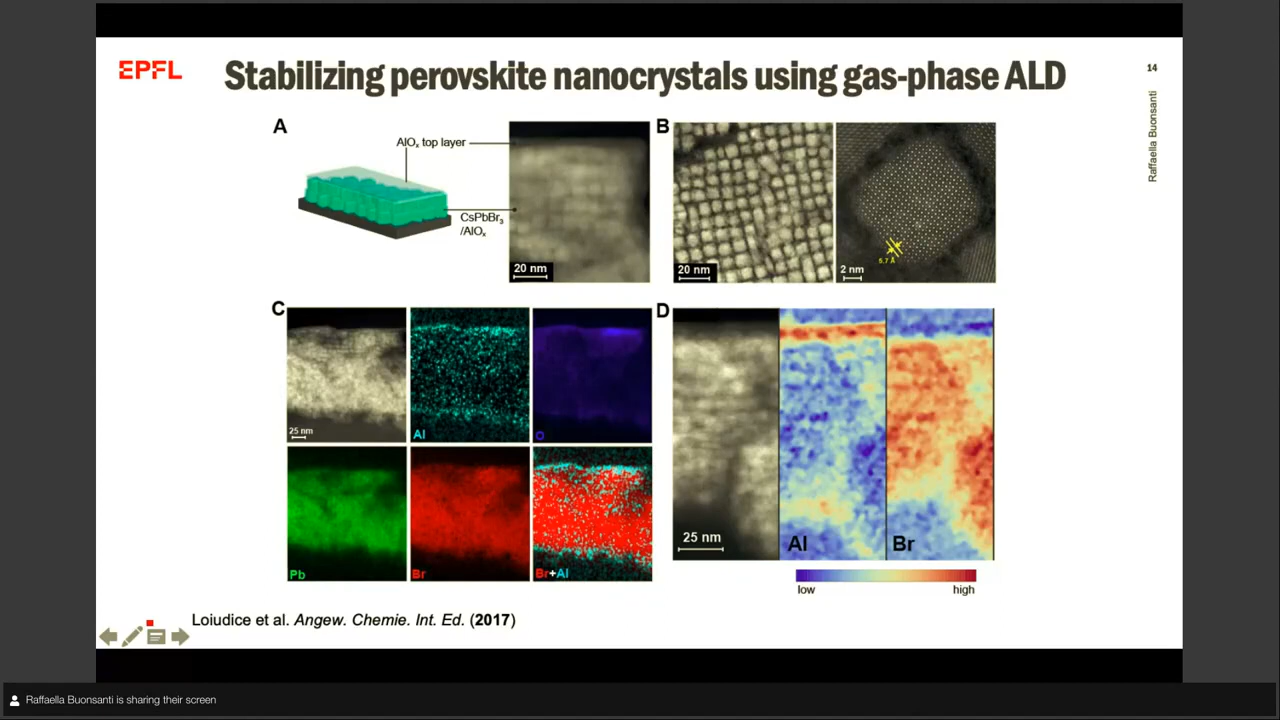 EPFL
Stabilizing perovskite nanocrystals using gas-phase ALD
14
Raffaella Buonsanti
A
AlOₓ top layer
CsPbBr₃
/AlOₓ
20 nm
B
20 nm
5.7 Å
2 nm
C
25 nm
Al
O
Pb
Br
Br+Al
D
25 nm
Al
Br
low
high
Loiudice et al. Angew. Chemie. Int. Ed. (2017)
Raffaella Buonsanti is sharing their screen